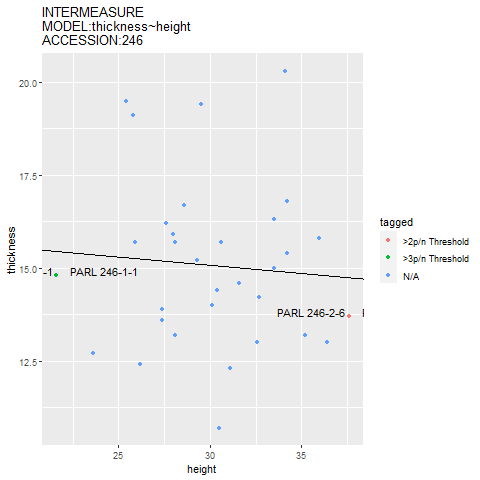 INTERMEASURE
MODEL:thickness~height
ACCESSION:246
20.0
17.5
15.0
12.5
thickness
-1
PARL 246-1-1
PARL 246-2-6
25
30
35
height
tagged
>2p/n Threshold
>3p/n Threshold
N/A